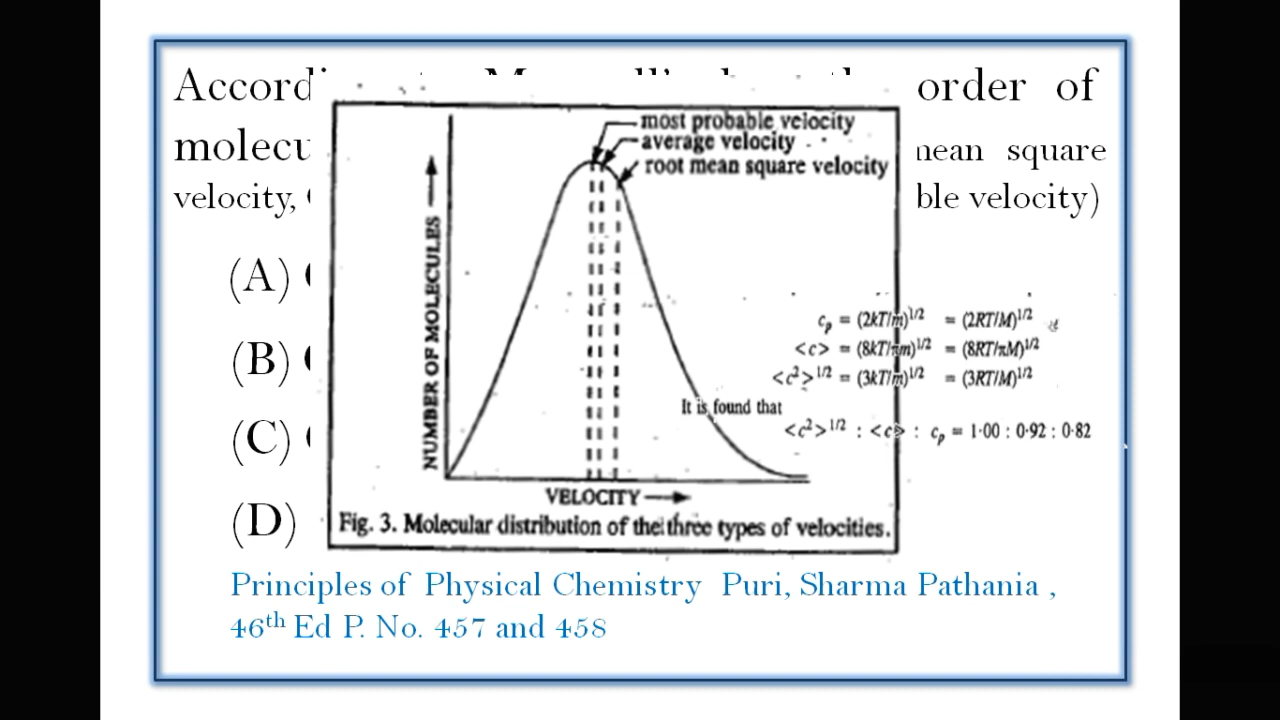 order of
mean square
velocity,
ble velocity)
(A)
(B)
(C)
(D)
most probable velocity
average velocity
root mean square velocity
NUMBER OF MOLECULES
VELOCITY
Fig. 3. Molecular distribution of the three types of velocities.
cₚ = (2kT/m)^1/2 = (2RT/M)^1/2
<c> = (8kT/πm)^1/2 = (8RT/πM)^1/2
<c²>^1/2 = (3kT/m)^1/2 = (3RT/M)^1/2
It is found that
<c²>^1/2 : <c> : cₚ = 1·00 : 0·92 : 0·82
Principles of Physical Chemistry Puri, Sharma Pathania ,
46th Ed P. No. 457 and 458